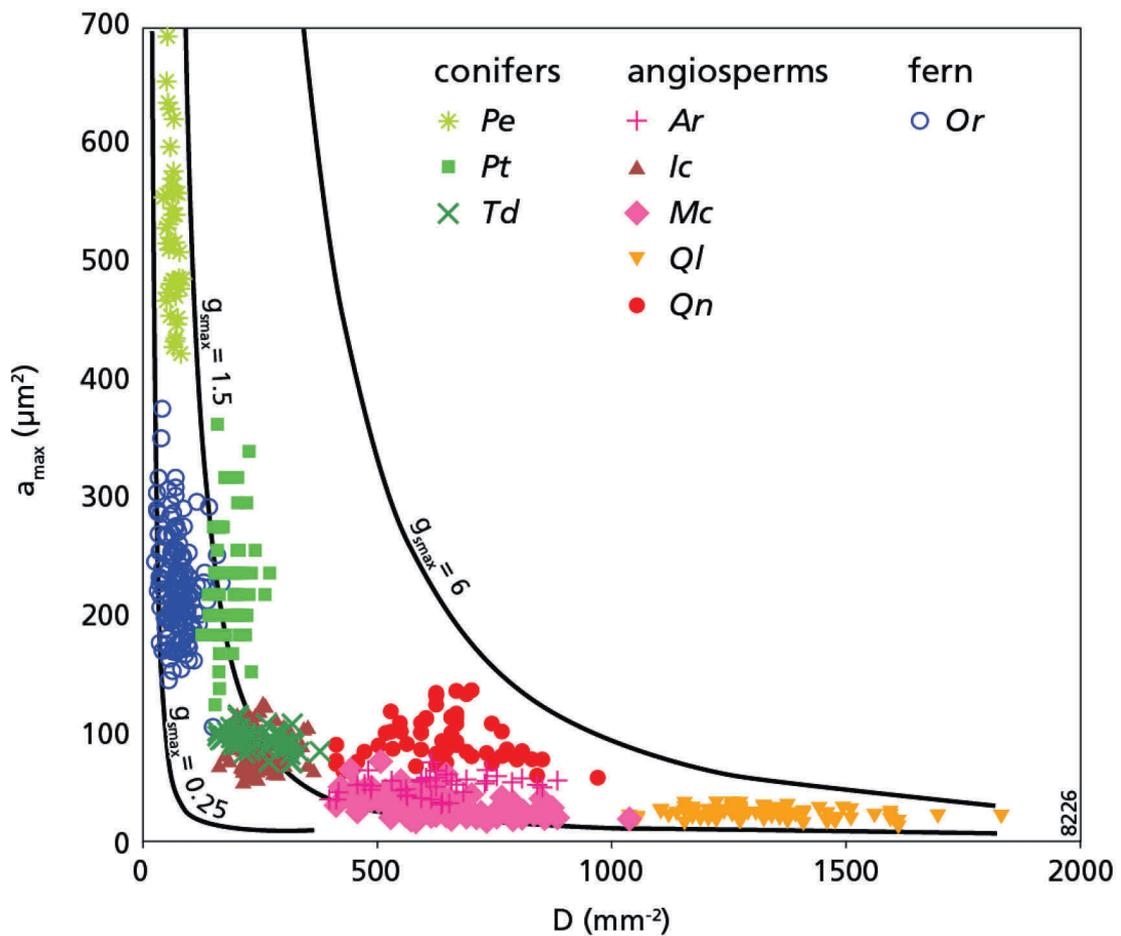 700
600
500
400
300
200
100
0
a_max (µm²)
conifers
Pe
Pt
Td
angiosperms
Ar
Ic
Mc
Ql
Qn
fern
Or
g_smax = 1.5
g_smax = 6
g_smax = 0.25
8226
0 500 1000 1500 2000
D (mm⁻²)